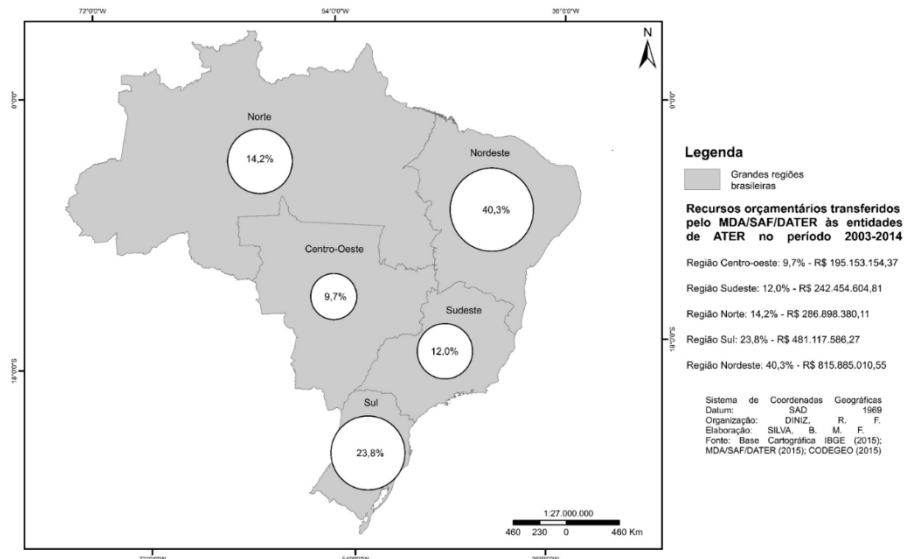 72°0'0"W 54°0'0"W 36°0'0"W
N
0°0'0" 0°0'0"
Norte
14,2%
Nordeste
40,3%
Centro-Oeste
9,7%
Sudeste
12,0%
Sul
23,8%
18°0'0"S 18°0'0"S
1:27.000.000
460 230 0 460 Km
Legenda
Grandes regiões
brasileiras
Recursos orçamentários transferidos
pelo MDA/SAF/DATER às entidades
de ATER no período 2003-2014
Região Centro-oeste: 9,7% - R$ 195.153.154,37
Região Sudeste: 12,0% - R$ 242.454.604,81
Região Norte: 14,2% - R$ 286.898.380,11
Região Sul: 23,8% - R$ 481.117.586,27
Região Nordeste: 40,3% - R$ 815.885.010,55
Sistema de Coordenadas Geográficas
Datum: SAD 1969
Organização: DINIZ, R. F.
Elaboração: SILVA, B. M. F.
Fonte: Base Cartográfica IBGE (2015);
MDA/SAF/DATER (2015); CODEGEO (2015)